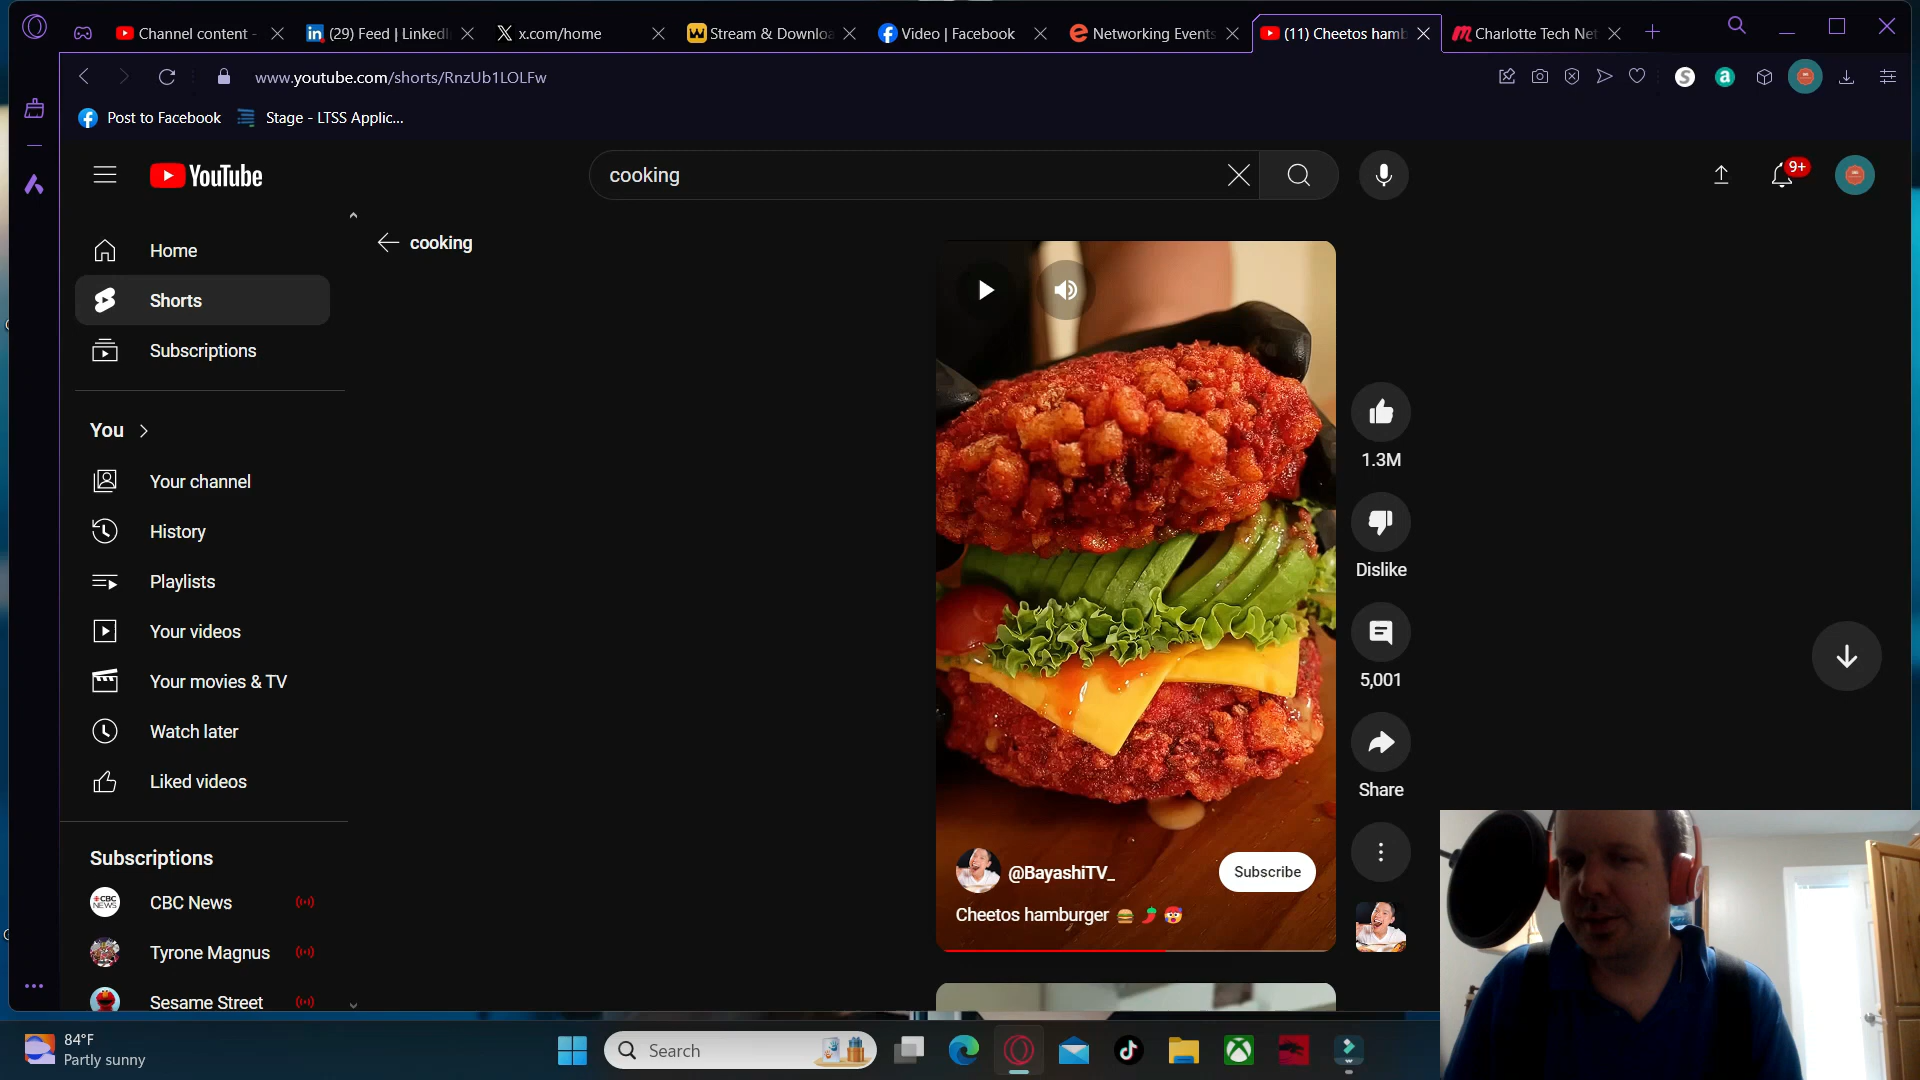 Channel content -
(29) Feed | LinkedI
x.com/home
Stream & Downloa
Video | Facebook
Networking Events
(11) Cheetos hamb
Charlotte Tech Net
www.youtube.com/shorts/RnzUb1LOLFw
Post to Facebook
Stage - LTSS Applic...
YouTube
cooking
9+
Home
Shorts
Subscriptions
You
Your channel
History
Playlists
Your videos
Your movies & TV
Watch later
Liked videos
Subscriptions
CBC News
Tyrone Magnus
Sesame Street
cooking
1.3M
Dislike
5,001
Share
@BayashiTV_
Subscribe
Cheetos hamburger 🍔 🌶️ 🥵
84°F
Partly sunny
Search